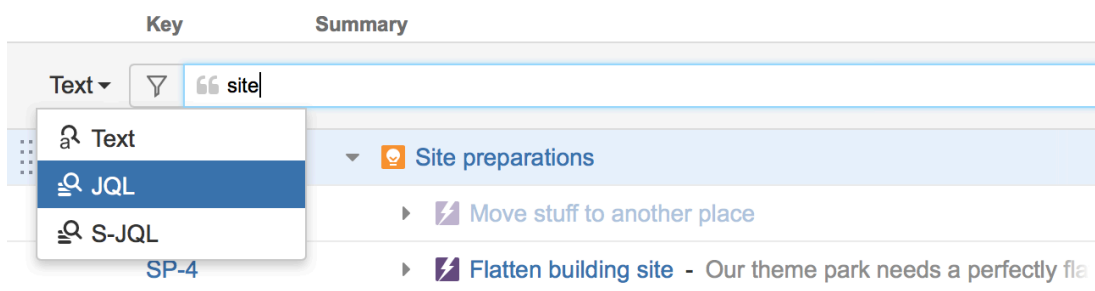 Key Summary
Text site
Text
Site preparations
JQL
Move stuff to another place
S-JQL
SP-4 Flatten building site - Our theme park needs a perfectly fla